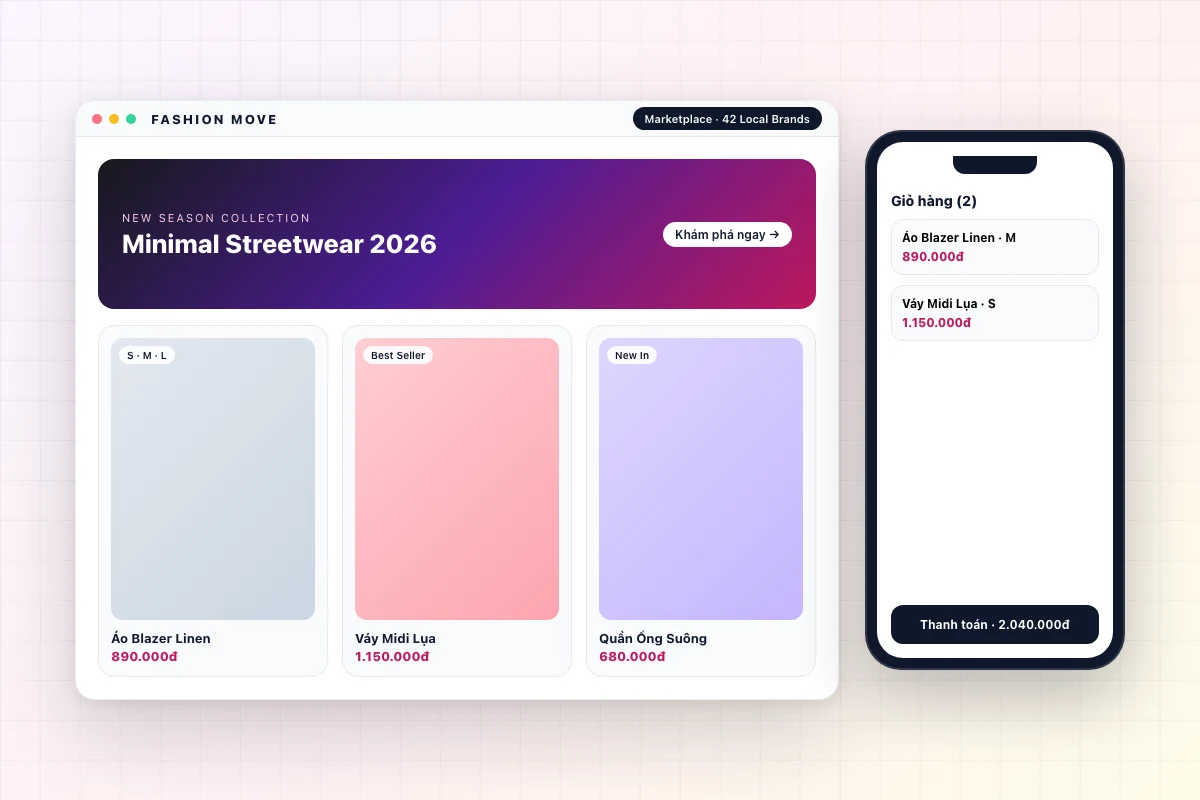 FASHION MOVE
Marketplace · 42 Local Brands
NEW SEASON COLLECTION
Minimal Streetwear 2026
Khám phá ngay →
S · M · L
Áo Blazer Linen
890.000đ
Best Seller
Váy Midi Lụa
1.150.000đ
New In
Quần Ống Suông
680.000đ
Giỏ hàng (2)
Áo Blazer Linen · M
890.000đ
Váy Midi Lụa · S
1.150.000đ
Thanh toán · 2.040.000đ